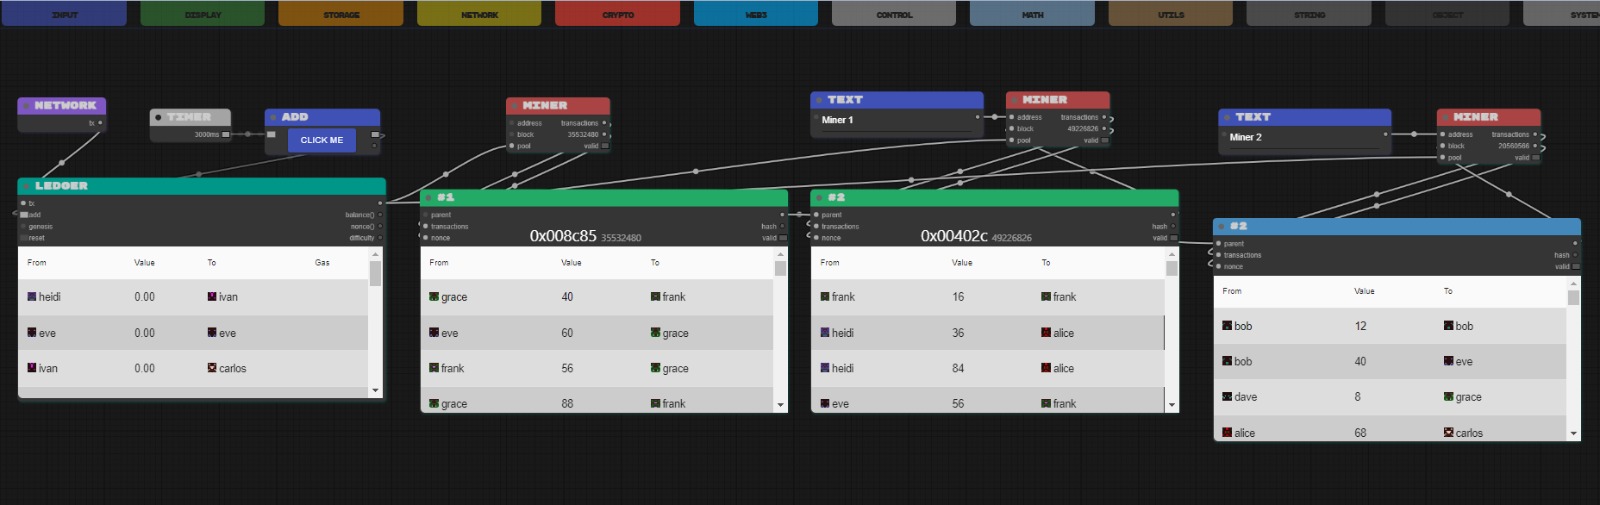 INPUT DISPLAY STORAGE NETWORK CRYPTO WEB3 CONTROL MATH UTILS STRING OBJECT SYSTEM
NETWORK
tx
TIMER
3000ms
ADD
CLICK ME
MINER
address transactions
block 35532480
pool valid
TEXT
Miner 1
MINER
address transactions
block 49226826
pool valid
TEXT
Miner 2
MINER
address transactions
block 20560566
pool valid
LEDGER
tx
add balance()
genesis nonce()
reset difficulty
From Value To Gas
heidi 0.00 ivan
eve 0.00 eve
ivan 0.00 carlos
#1
parent
transactions hash
nonce 0x008c85 35532480 valid
From Value To
grace 40 frank
eve 60 grace
frank 56 grace
grace 88 frank
#2
parent
transactions hash
nonce 0x00402c 49226826 valid
From Value To
frank 16 frank
heidi 36 alice
heidi 84 alice
eve 56 frank
#2
parent
transactions hash
nonce valid
From Value To
bob 12 bob
bob 40 eve
dave 8 grace
alice 68 carlos